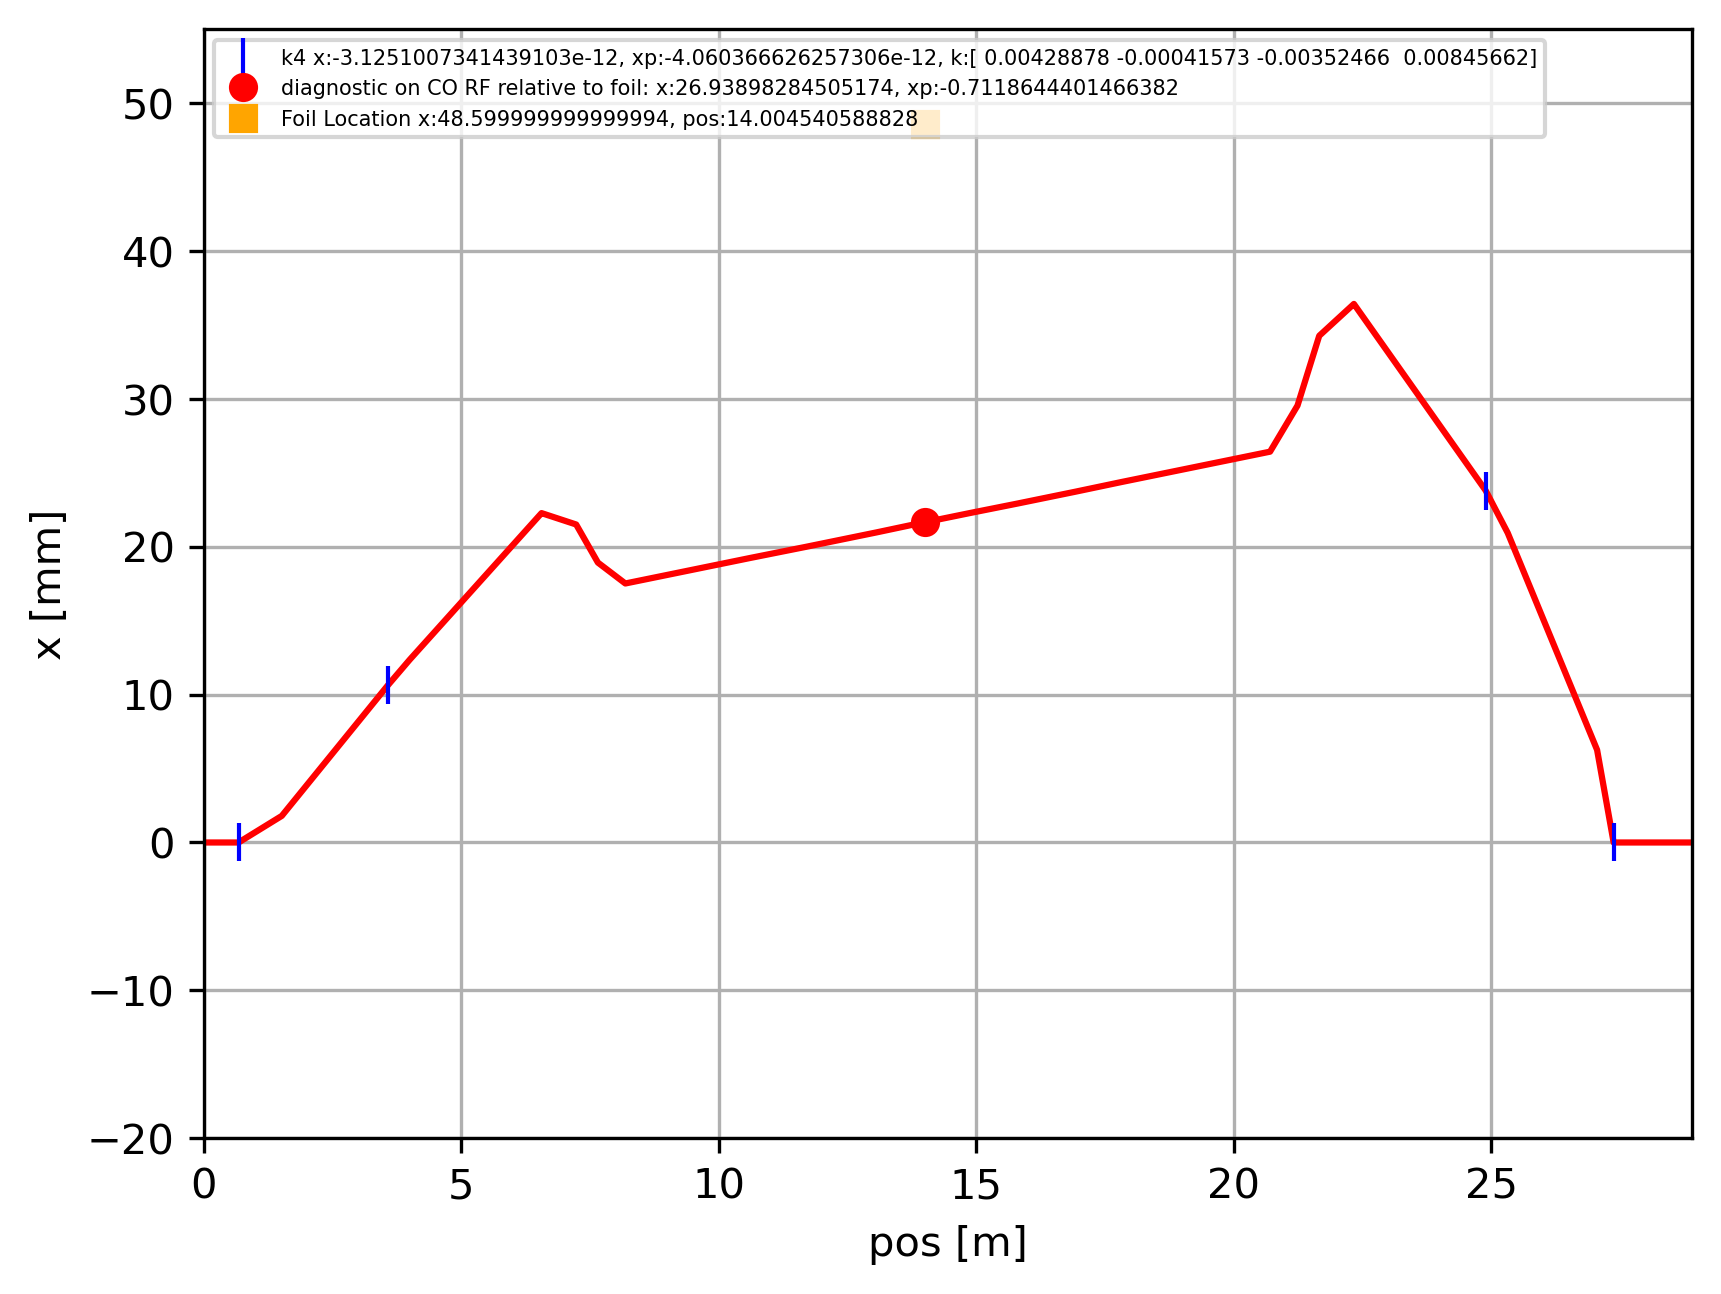 k4 x:-3.1251007341439103e-12, xp:-4.060366626257306e-12, k:[ 0.00428878 -0.00041573 -0.00352466  0.00845662]
diagnostic on CO RF relative to foil: x:26.93898284505174, xp:-0.7118644401466382
Foil Location x:48.599999999999994, pos:14.004540588828
50
40
30
20
10
0
−10
−20
x [mm]
0 5 10 15 20 25
pos [m]